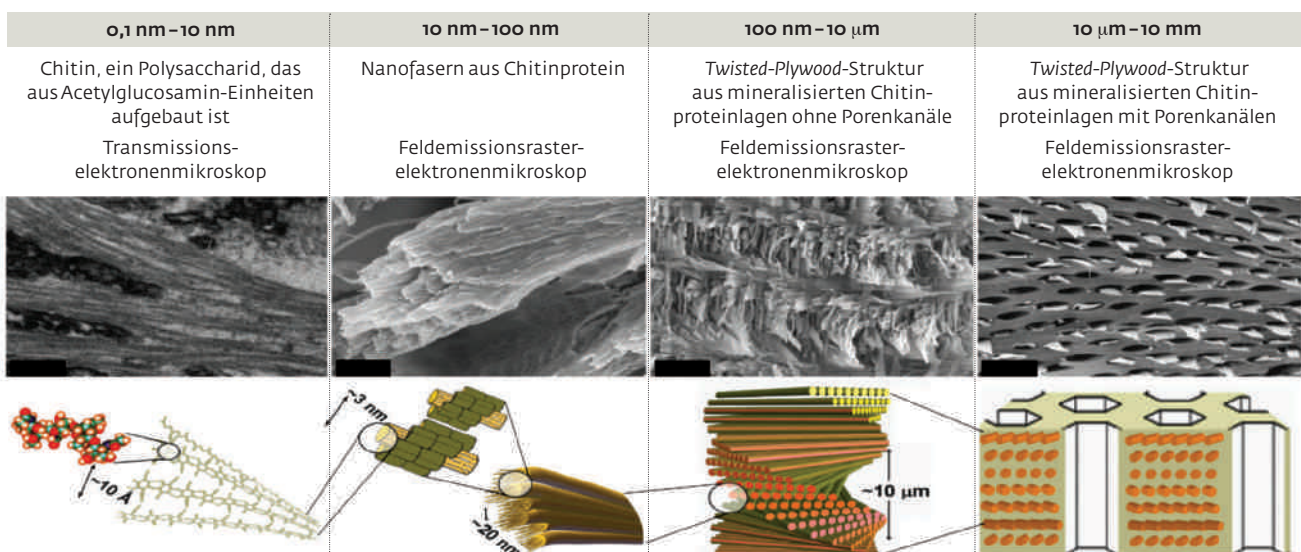 0,1 nm – 10 nm
10 nm – 100 nm
100 nm – 10 µm
10 µm – 10 mm
Chitin, ein Polysaccharid, das
aus Acetylglucosamin-Einheiten
aufgebaut ist
Nanofasern aus Chitinprotein
Twisted-Plywood-Struktur
aus mineralisierten Chitin-
proteinlagen ohne Porenkanäle
Twisted-Plywood-Struktur
aus mineralisierten Chitin-
proteinlagen mit Porenkanälen
Transmissions-
elektronenmikroskop
Feldemissionsraster-
elektronenmikroskop
Feldemissionsraster-
elektronenmikroskop
Feldemissionsraster-
elektronenmikroskop
~10 Å
~3 nm
~20 nm
~10 µm